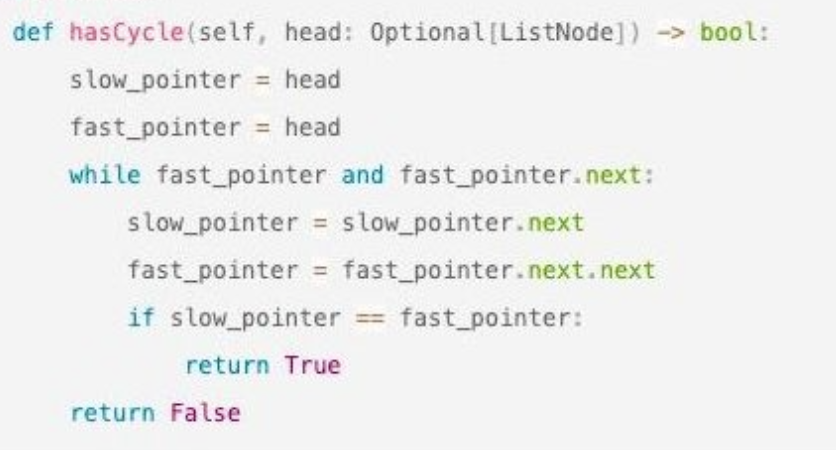 def hasCycle(self, head: Optional[ListNode]) -> bool:
    slow_pointer = head
    fast_pointer = head
    while fast_pointer and fast_pointer.next:
        slow_pointer = slow_pointer.next
        fast_pointer = fast_pointer.next.next
        if slow_pointer == fast_pointer:
            return True
    return False